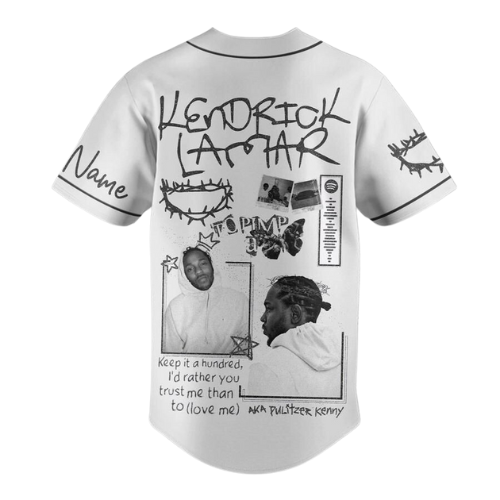 KENDRICK
LAMAR
Name
TO PIMP
Keep it a hundred,
I'd rather you
trust me than
to (love me)
AKA PULITZER KENNY